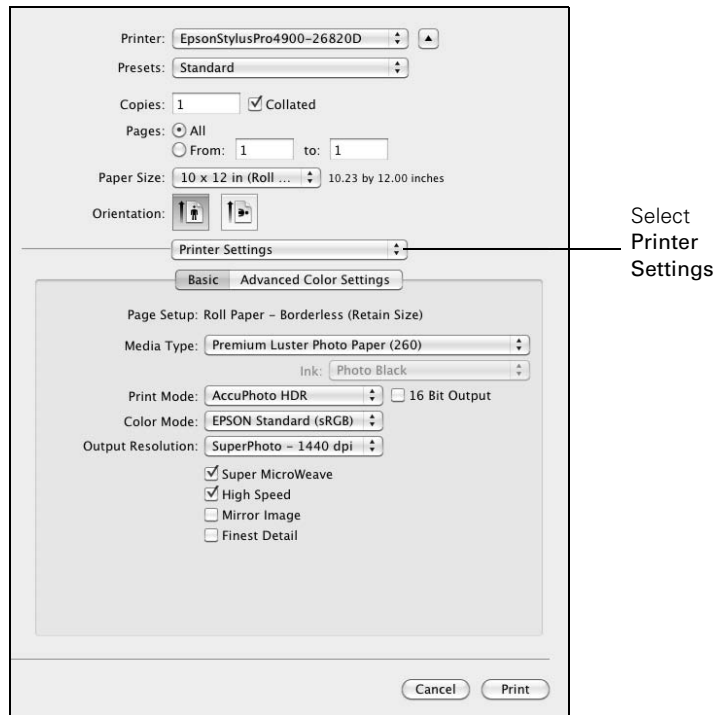 Printer: EpsonStylusPro4900-26820D
Presets: Standard
Copies: 1 Collated
Pages: All
From: 1 to: 1
Paper Size: 10 x 12 in (Roll ... 10.23 by 12.00 inches
Orientation:
Printer Settings
Select
Printer
Settings
Basic Advanced Color Settings
Page Setup: Roll Paper - Borderless (Retain Size)
Media Type: Premium Luster Photo Paper (260)
Ink: Photo Black
Print Mode: AccuPhoto HDR 16 Bit Output
Color Mode: EPSON Standard (sRGB)
Output Resolution: SuperPhoto - 1440 dpi
Super MicroWeave
High Speed
Mirror Image
Finest Detail
Cancel Print